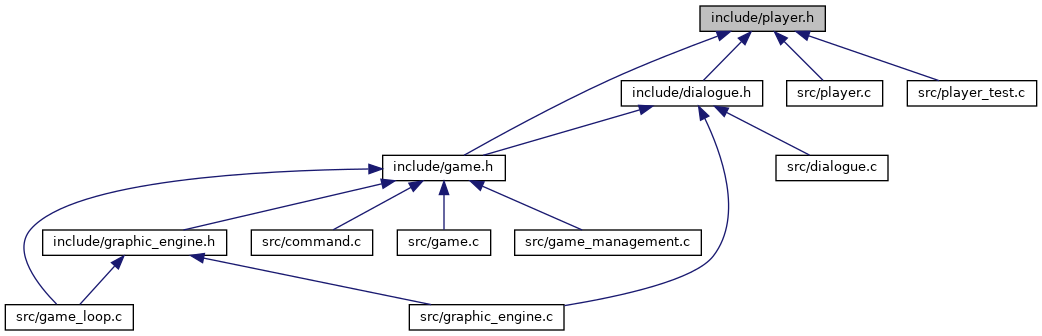 include/player.h
include/dialogue.h
src/player.c
src/player_test.c
include/game.h
src/dialogue.c
include/graphic_engine.h
src/command.c
src/game.c
src/game_management.c
src/game_loop.c
src/graphic_engine.c